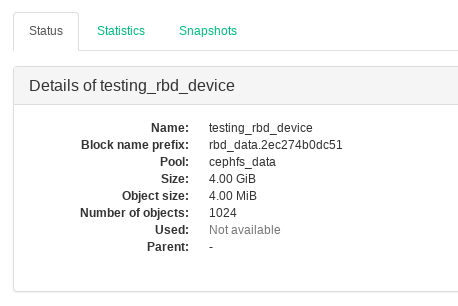 Status Statistics Snapshots
Details of testing_rbd_device
Name: testing_rbd_device
Block name prefix: rbd_data.2ec274b0dc51
Pool: cephfs_data
Size: 4.00 GiB
Object size: 4.00 MiB
Number of objects: 1024
Used: Not available
Parent: -